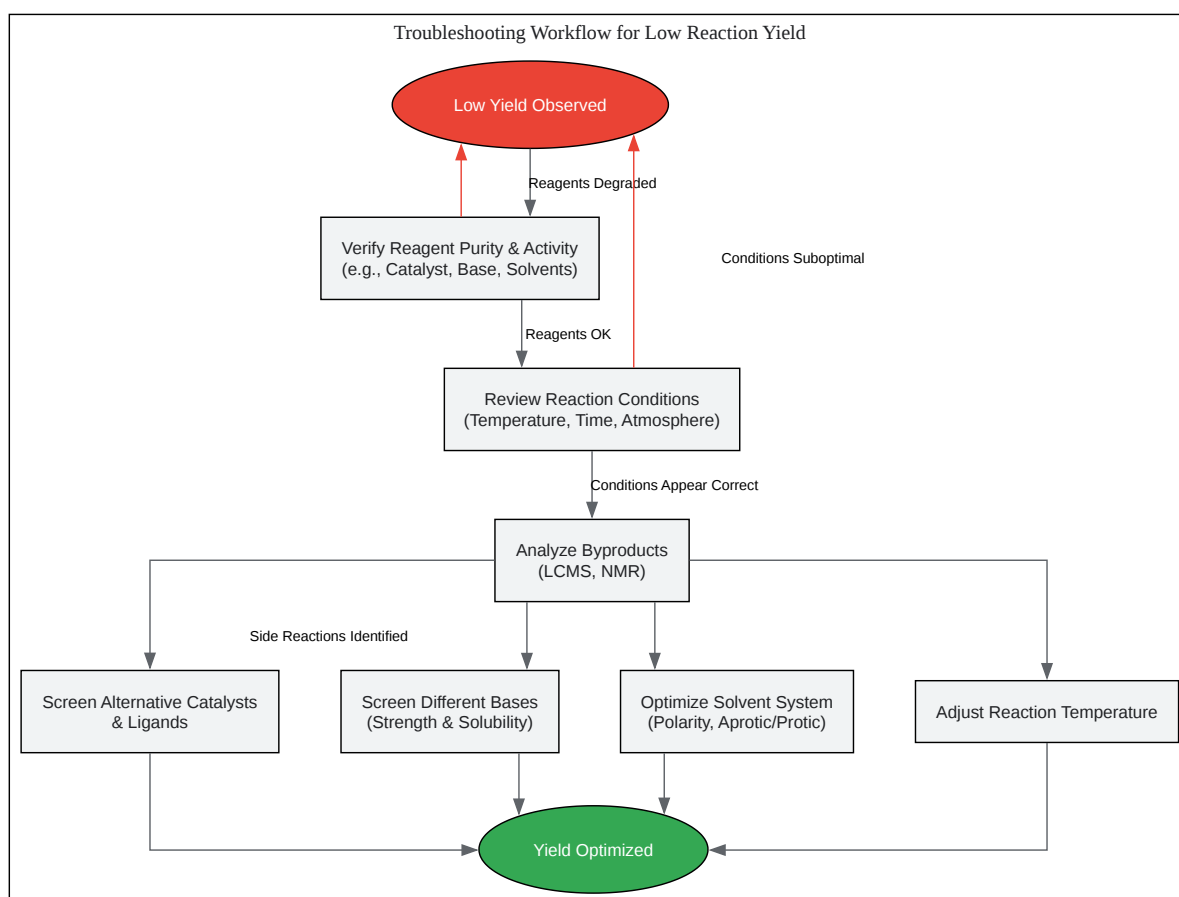 Troubleshooting Workflow for Low Reaction Yield
Low Yield Observed
Reagents Degraded
Verify Reagent Purity & Activity
(e.g., Catalyst, Base, Solvents)
Conditions Suboptimal
Reagents OK
Review Reaction Conditions
(Temperature, Time, Atmosphere)
Conditions Appear Correct
Analyze Byproducts
(LCMS, NMR)
Side Reactions Identified
Screen Alternative Catalysts
& Ligands
Screen Different Bases
(Strength & Solubility)
Optimize Solvent System
(Polarity, Aprotic/Protic)
Adjust Reaction Temperature
Yield Optimized